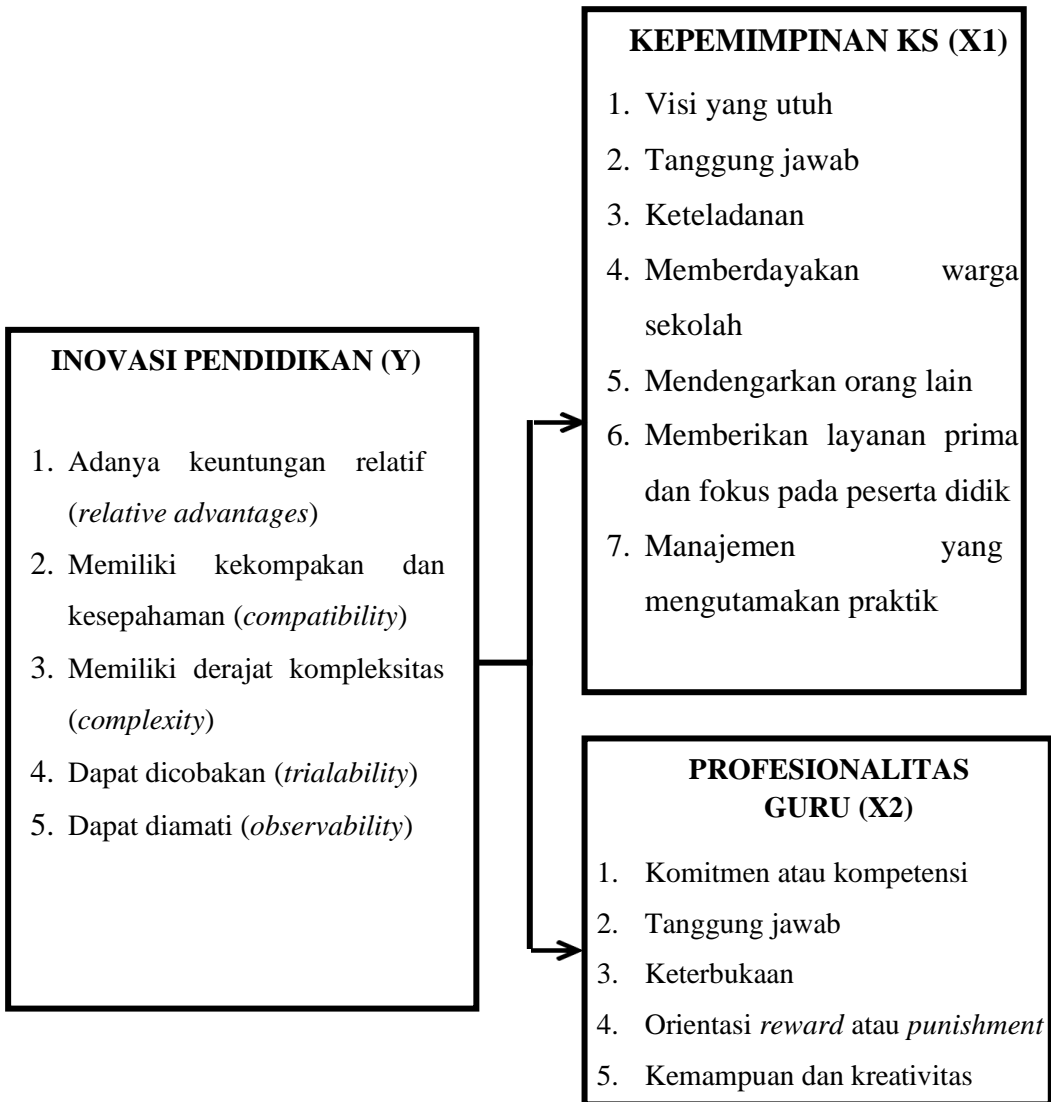 KEPEMIMPINAN KS (X1)
1. Visi yang utuh
2. Tanggung jawab
3. Keteladanan
4. Memberdayakan warga
sekolah
5. Mendengarkan orang lain
6. Memberikan layanan prima
dan fokus pada peserta didik
7. Manajemen yang
mengutamakan praktik
INOVASI PENDIDIKAN (Y)
1. Adanya keuntungan relatif
(relative advantages)
2. Memiliki kekompakan dan
kesepahaman (compatibility)
3. Memiliki derajat kompleksitas
(complexity)
4. Dapat dicobakan (trialability)
5. Dapat diamati (observability)
PROFESIONALITAS
GURU (X2)
1. Komitmen atau kompetensi
2. Tanggung jawab
3. Keterbukaan
4. Orientasi reward atau punishment
5. Kemampuan dan kreativitas